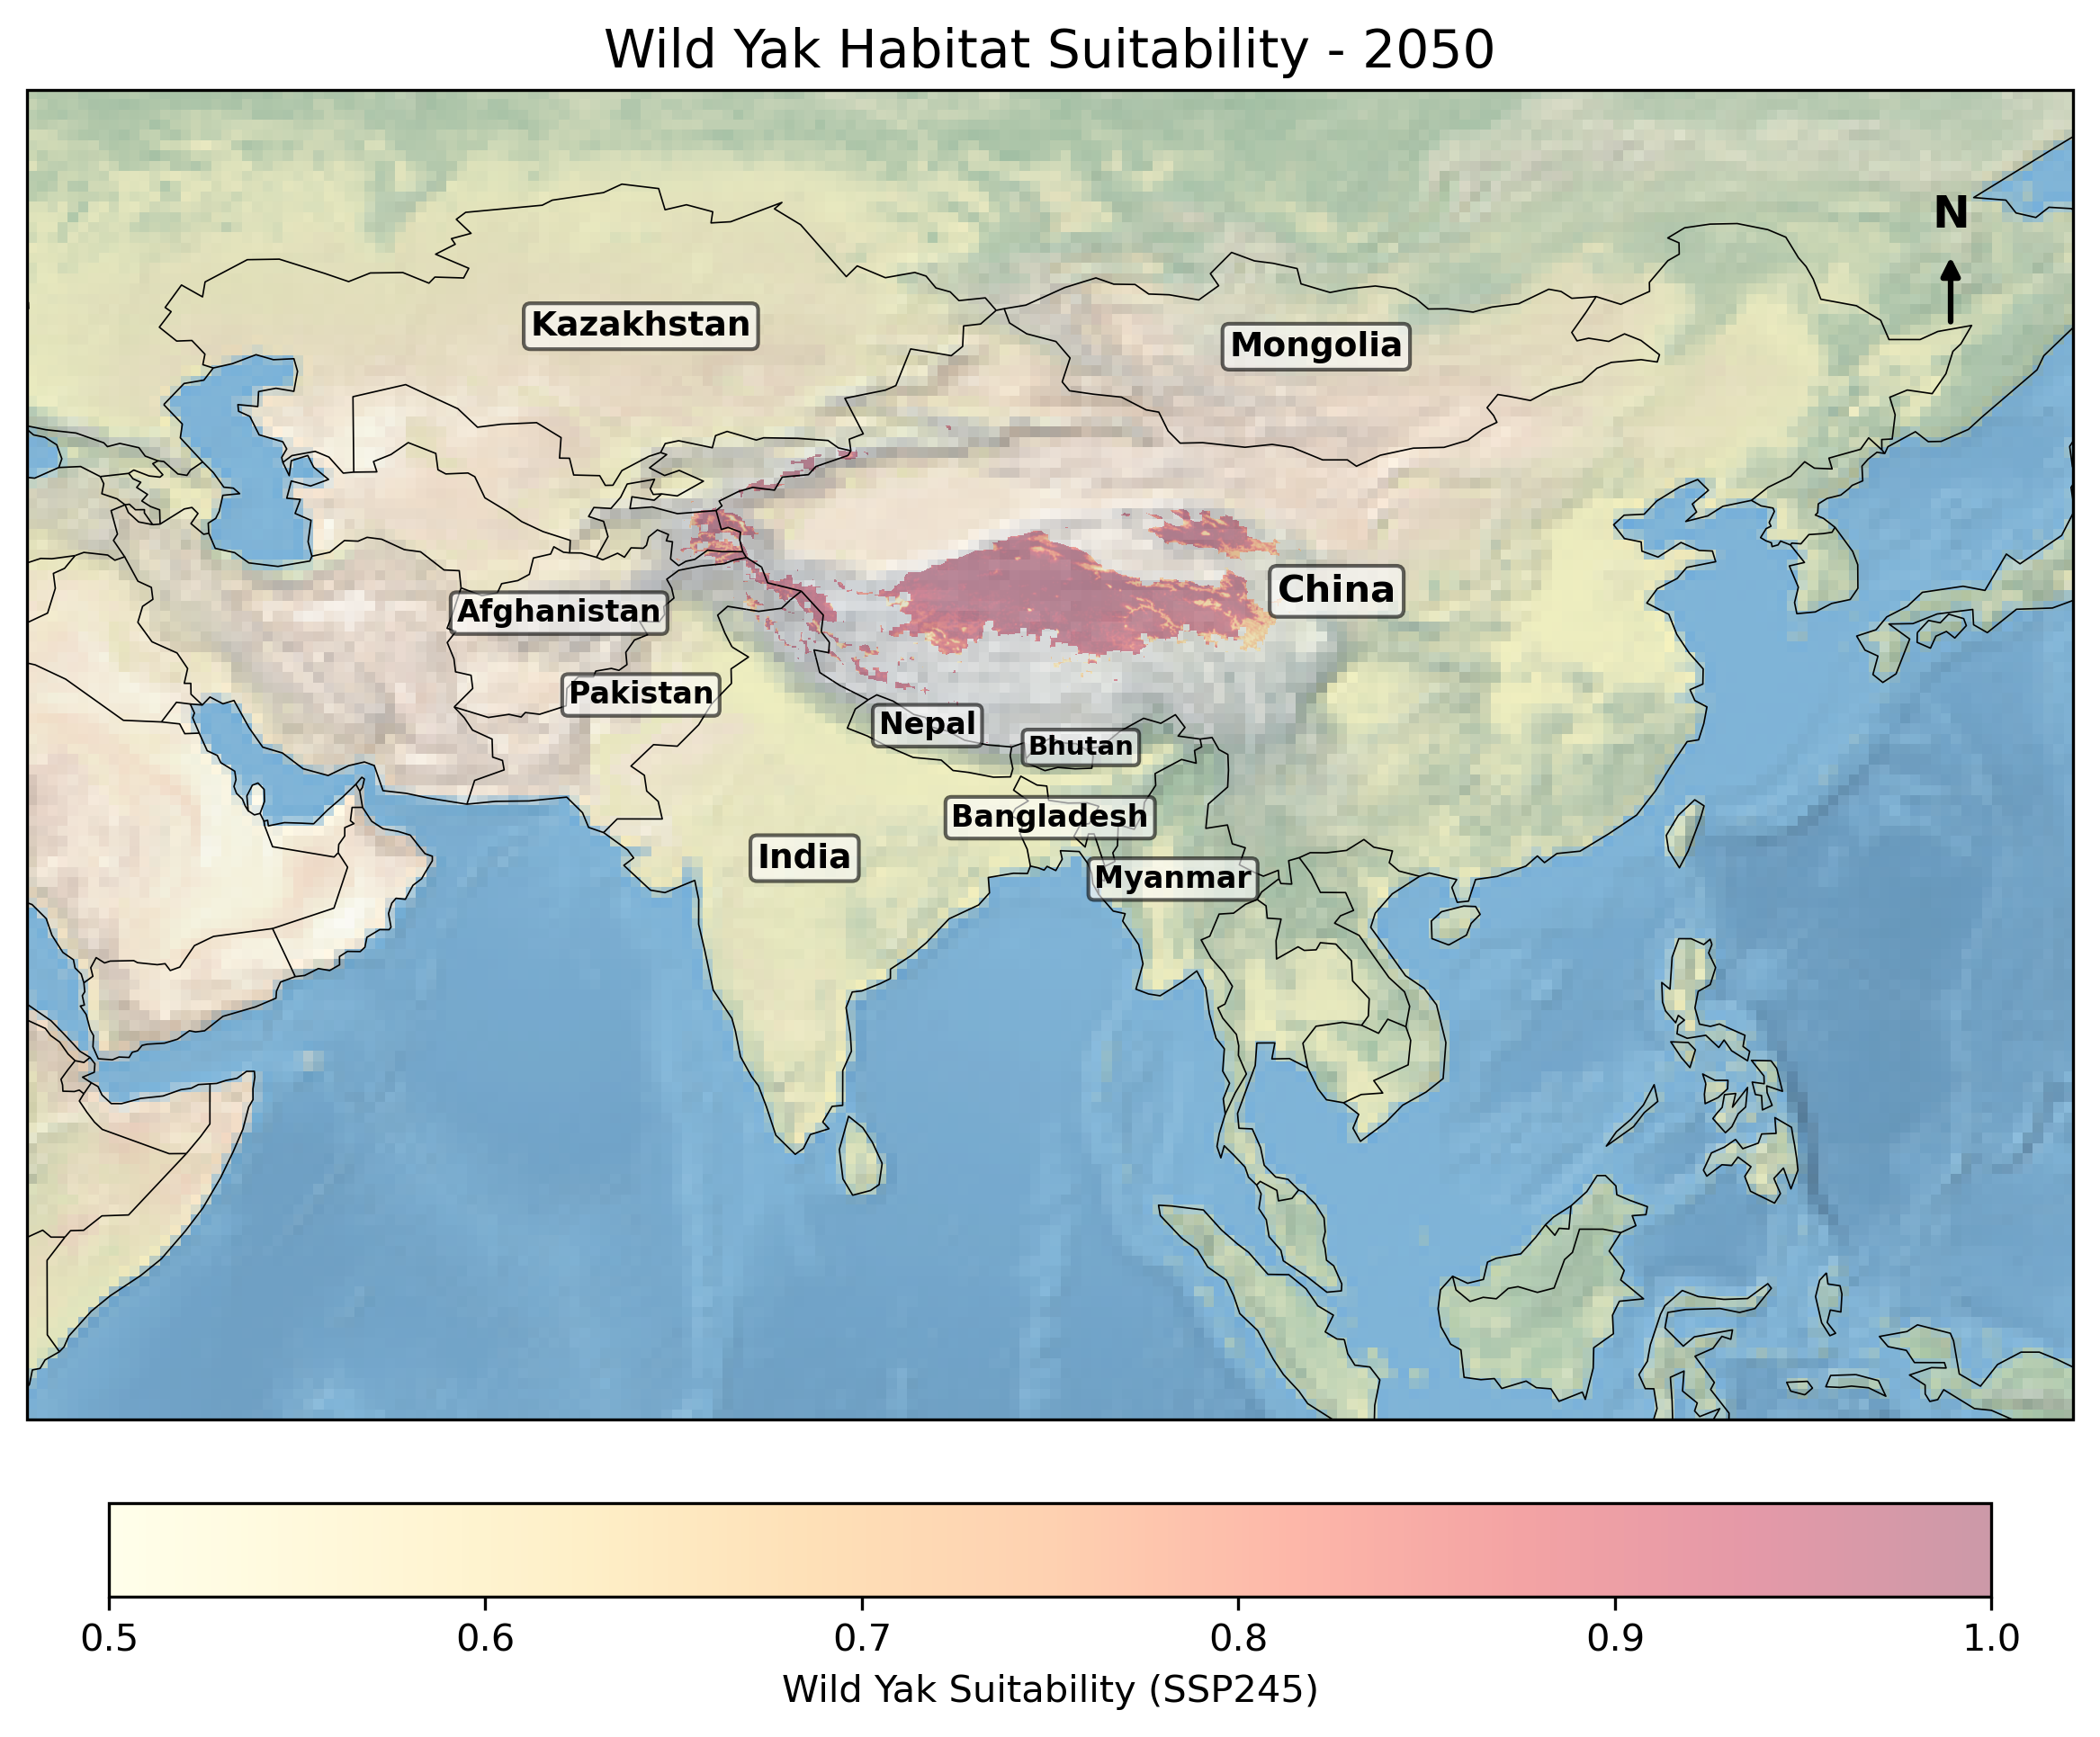 Wild Yak Habitat Suitability - 2050
N
Kazakhstan
Mongolia
China
Afghanistan
Pakistan
Nepal
Bhutan
Bangladesh
India
Myanmar
0.5 0.6 0.7 0.8 0.9 1.0
Wild Yak Suitability (SSP245)